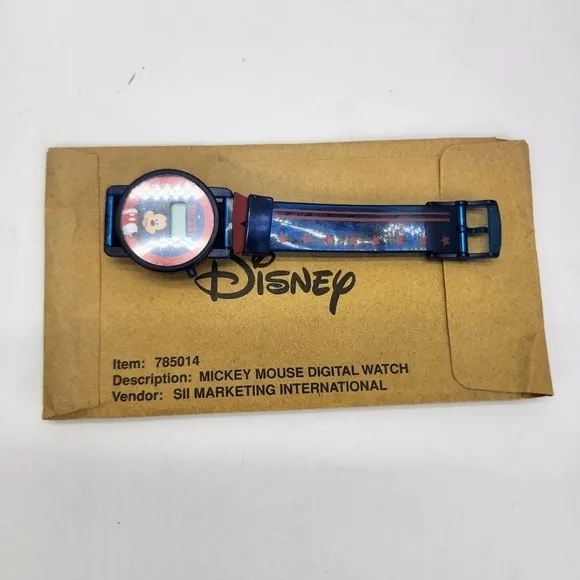 Disney
Item: 785014
Description: MICKEY MOUSE DIGITAL WATCH
Vendor: SII MARKETING INTERNATIONAL